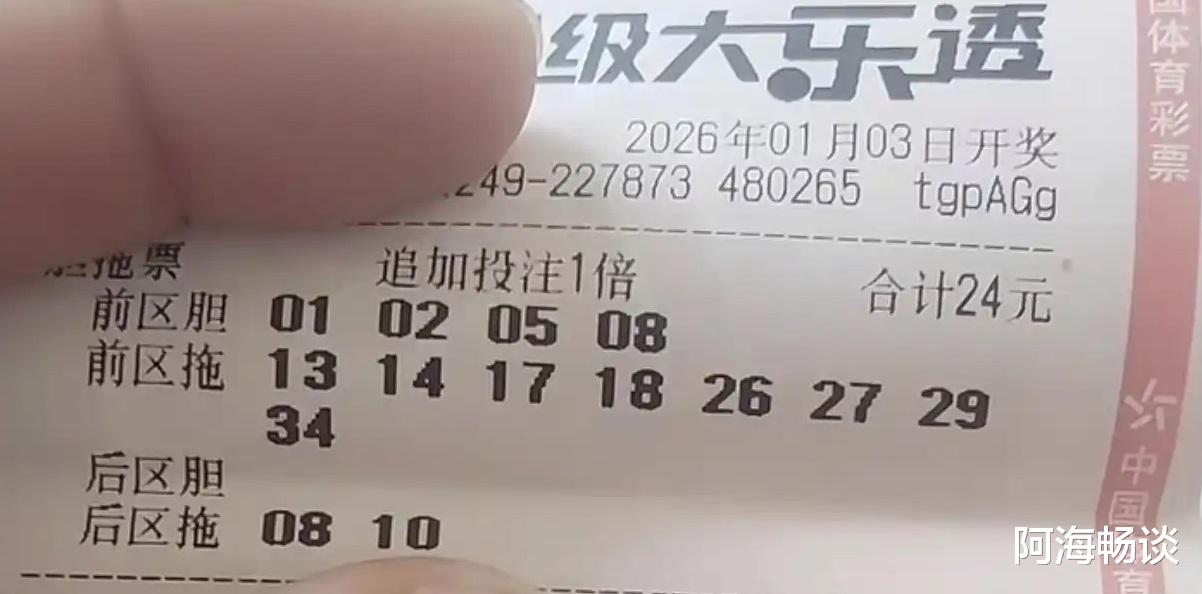 级大乐透
2026年01月03日开奖
249-227873 480265 tgpAGg
胆拖票 追加投注1倍 合计24元
前区胆 01 02 05 08
前区拖 13 14 17 18 26 27 29
34
后区胆
后区拖 08 10
国体育彩票
中国体育
阿海畅谈